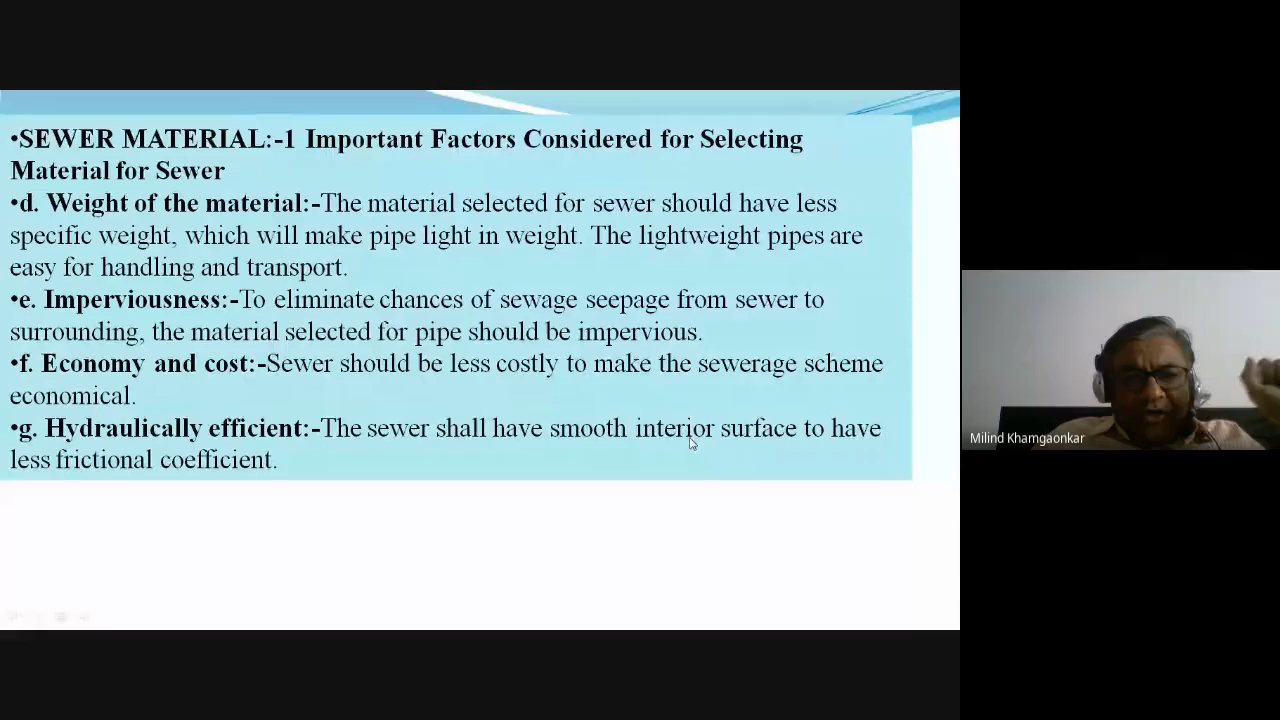 •SEWER MATERIAL:-1 Important Factors Considered for Selecting
Material for Sewer
•d. Weight of the material:-The material selected for sewer should have less
specific weight, which will make pipe light in weight. The lightweight pipes are
easy for handling and transport.
•e. Imperviousness:-To eliminate chances of sewage seepage from sewer to
surrounding, the material selected for pipe should be impervious.
•f. Economy and cost:-Sewer should be less costly to make the sewerage scheme
economical.
•g. Hydraulically efficient:-The sewer shall have smooth interior surface to have
less frictional coefficient.
Milind Khamgaonkar